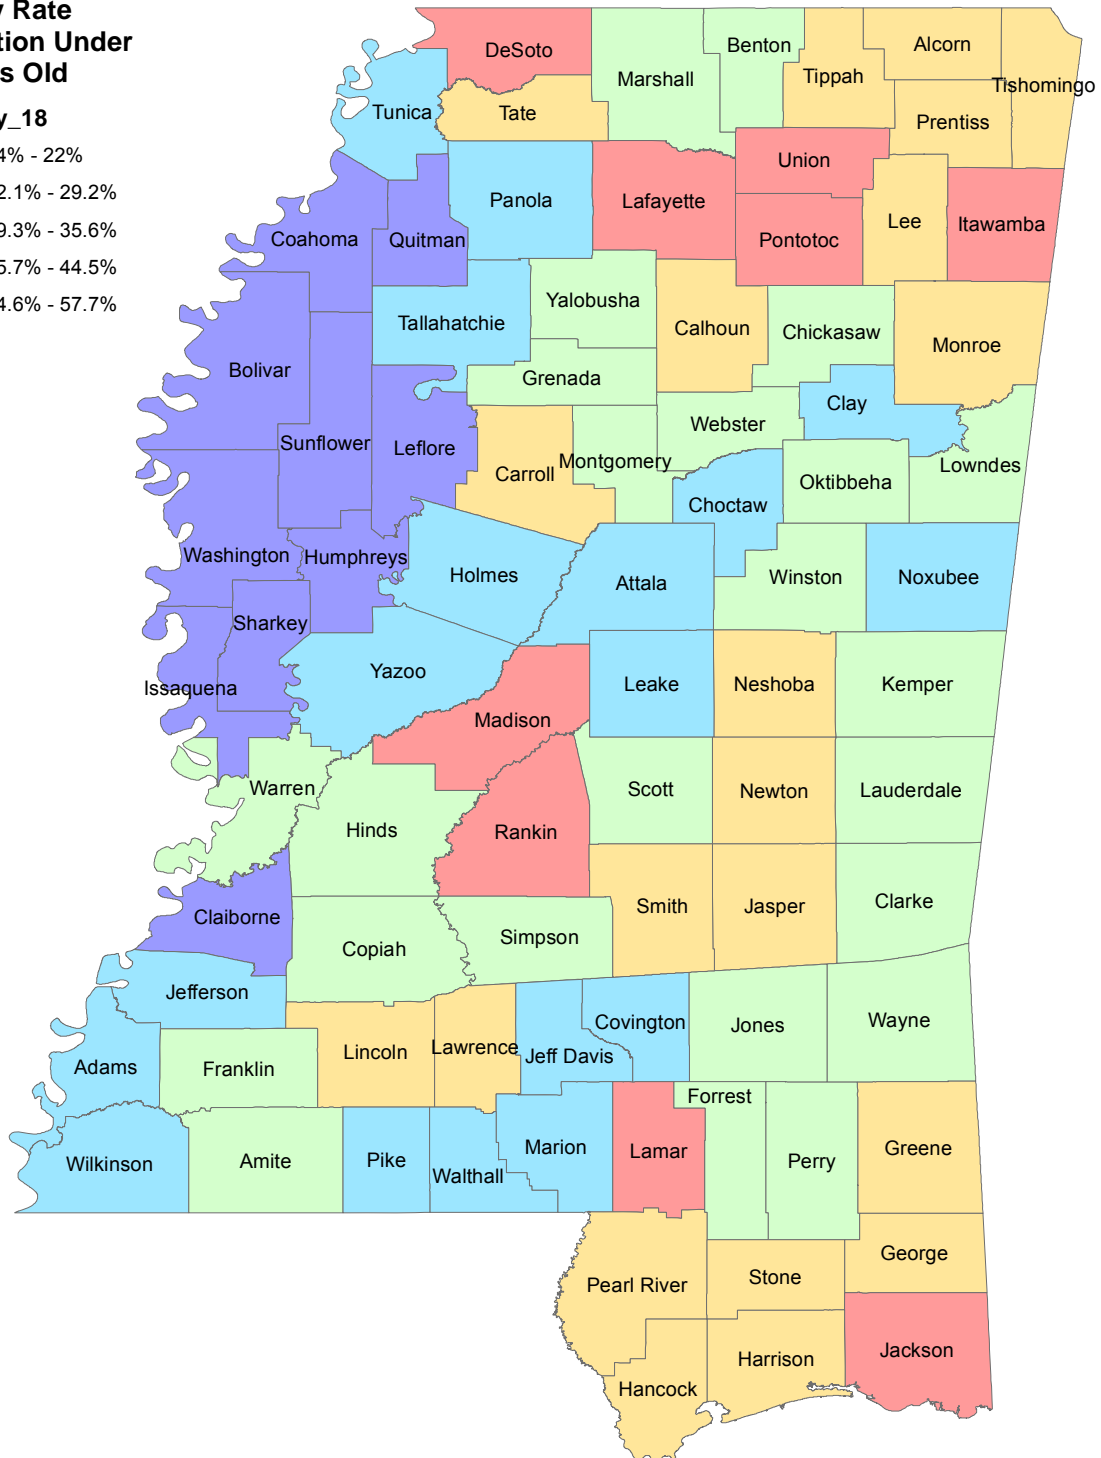 y Rate
tion Under
s Old
y_18
4% - 22%
2.1% - 29.2%
9.3% - 35.6%
5.7% - 44.5%
4.6% - 57.7%
DeSoto
Marshall
Benton
Tippah
Alcorn
Tishomingo
Tunica
Tate
Prentiss
Union
Panola
Lafayette
Pontotoc
Lee
Itawamba
Coahoma
Quitman
Yalobusha
Tallahatchie
Calhoun
Chickasaw
Monroe
Bolivar
Grenada
Clay
Sunflower
Leflore
Webster
Carroll
Montgomery
Lowndes
Choctaw
Oktibbeha
Washington
Humphreys
Holmes
Attala
Winston
Noxubee
Sharkey
Issaquena
Yazoo
Leake
Neshoba
Kemper
Madison
Warren
Scott
Newton
Lauderdale
Hinds
Rankin
Claiborne
Smith
Jasper
Clarke
Copiah
Simpson
Jefferson
Covington
Jones
Wayne
Lincoln
Lawrence
Jeff Davis
Adams
Franklin
Forrest
Wilkinson
Amite
Pike
Walthall
Marion
Lamar
Perry
Greene
George
Pearl River
Stone
Jackson
Harrison
Hancock